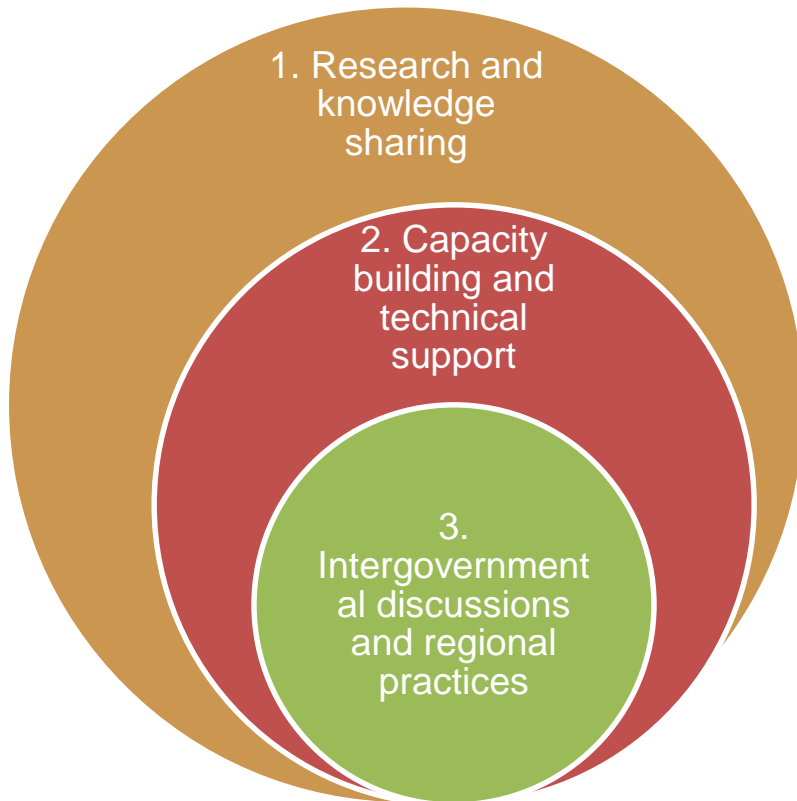 1. Research and
knowledge
sharing
2. Capacity
building and
technical
support
3.
Intergovernment
al discussions
and regional
practices